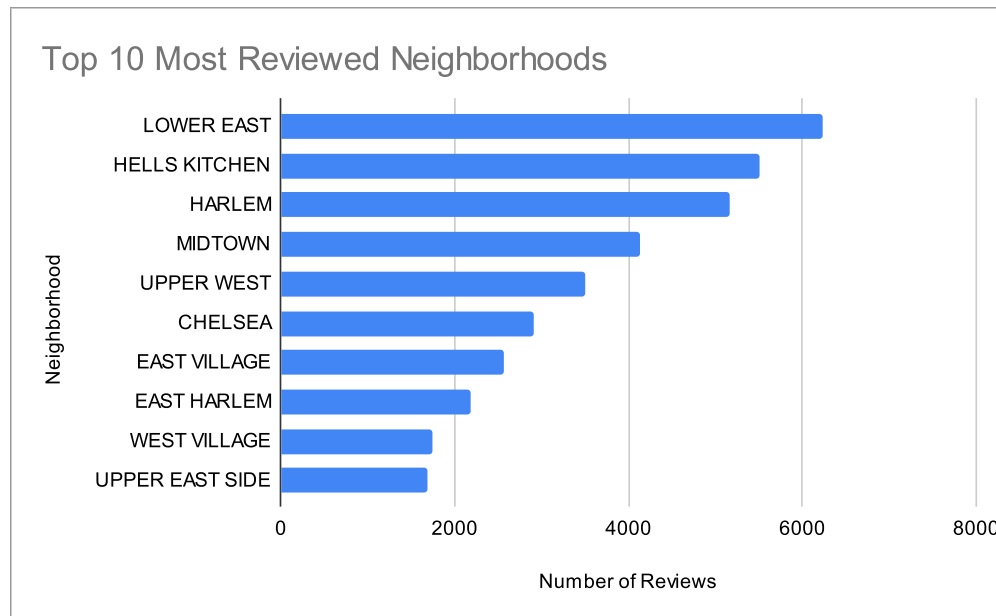 Top 10 Most Reviewed Neighborhoods
Neighborhood
LOWER EAST
HELLS KITCHEN
HARLEM
MIDTOWN
UPPER WEST
CHELSEA
EAST VILLAGE
EAST HARLEM
WEST VILLAGE
UPPER EAST SIDE
0 2000 4000 6000 8000
Number of Reviews